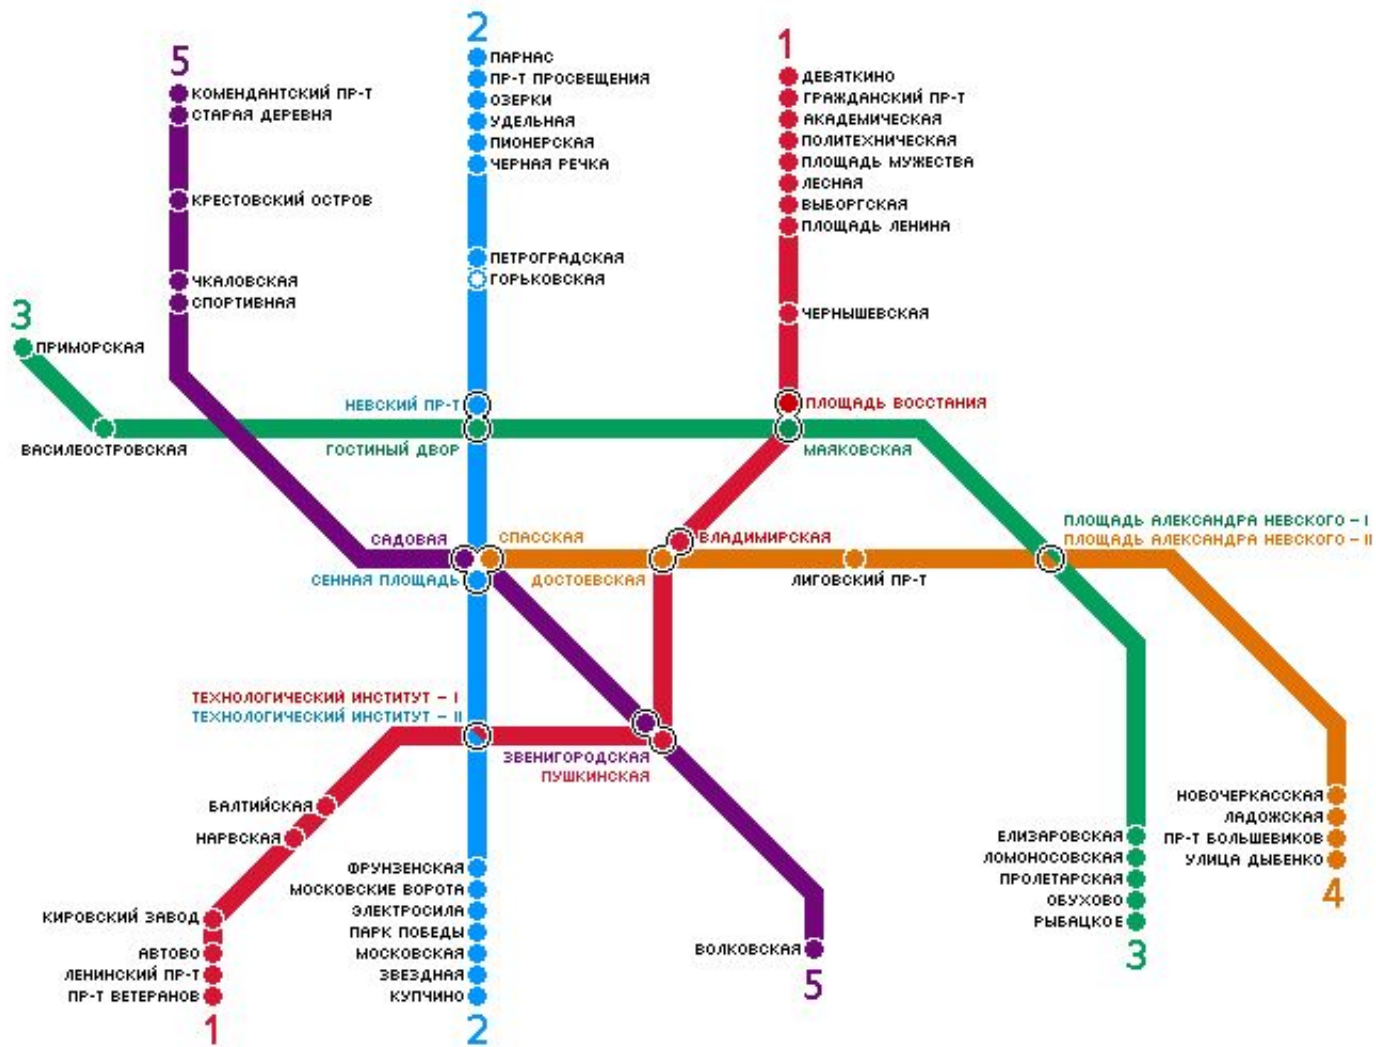 5
КОМЕНДАНТСКИЙ ПР-Т
СТАРАЯ ДЕРЕВНЯ
КРЕСТОВСКИЙ ОСТРОВ
ЧКАЛОВСКАЯ
СПОРТИВНАЯ
2
ПАРНАС
ПР-Т ПРОСВЕЩЕНИЯ
ОЗЕРКИ
УДЕЛЬНАЯ
ПИОНЕРСКАЯ
ЧЕРНАЯ РЕЧКА
ПЕТРОГРАДСКАЯ
ГОРЬКОВСКАЯ
1
ДЕВЯТКИНО
ГРАЖДАНСКИЙ ПР-Т
АКАДЕМИЧЕСКАЯ
ПОЛИТЕХНИЧЕСКАЯ
ПЛОЩАДЬ МУЖЕСТВА
ЛЕСНАЯ
ВЫБОРГСКАЯ
ПЛОЩАДЬ ЛЕНИНА
ЧЕРНЫШЕВСКАЯ
3
ПРИМОРСКАЯ
ВАСИЛЕОСТРОВСКАЯ
НЕВСКИЙ ПР-Т
ГОСТИНЫЙ ДВОР
ПЛОЩАДЬ ВОССТАНИЯ
МАЯКОВСКАЯ
САДОВАЯ
СПАССКАЯ
СЕННАЯ ПЛОЩАДЬ
ДОСТОЕВСКАЯ
ВЛАДИМИРСКАЯ
ЛИГОВСКИЙ ПР-Т
ПЛОЩАДЬ АЛЕКСАНДРА НЕВСКОГО – I
ПЛОЩАДЬ АЛЕКСАНДРА НЕВСКОГО – II
ТЕХНОЛОГИЧЕСКИЙ ИНСТИТУТ – I
ТЕХНОЛОГИЧЕСКИЙ ИНСТИТУТ – II
ЗВЕНИГОРОДСКАЯ
ПУШКИНСКАЯ
БАЛТИЙСКАЯ
НАРВСКАЯ
КИРОВСКИЙ ЗАВОД
АВТОВО
ЛЕНИНСКИЙ ПР-Т
ПР-Т ВЕТЕРАНОВ
1
ФРУНЗЕНСКАЯ
МОСКОВСКИЕ ВОРОТА
ЭЛЕКТРОСИЛА
ПАРК ПОБЕДЫ
МОСКОВСКАЯ
ЗВЕЗДНАЯ
КУПЧИНО
2
ВОЛКОВСКАЯ
5
ЕЛИЗАРОВСКАЯ
ЛОМОНОСОВСКАЯ
ПРОЛЕТАРСКАЯ
ОБУХОВО
РЫБАЦКОЕ
3
НОВОЧЕРКАССКАЯ
ЛАДОЖСКАЯ
ПР-Т БОЛЬШЕВИКОВ
УЛИЦА ДЫБЕНКО
4